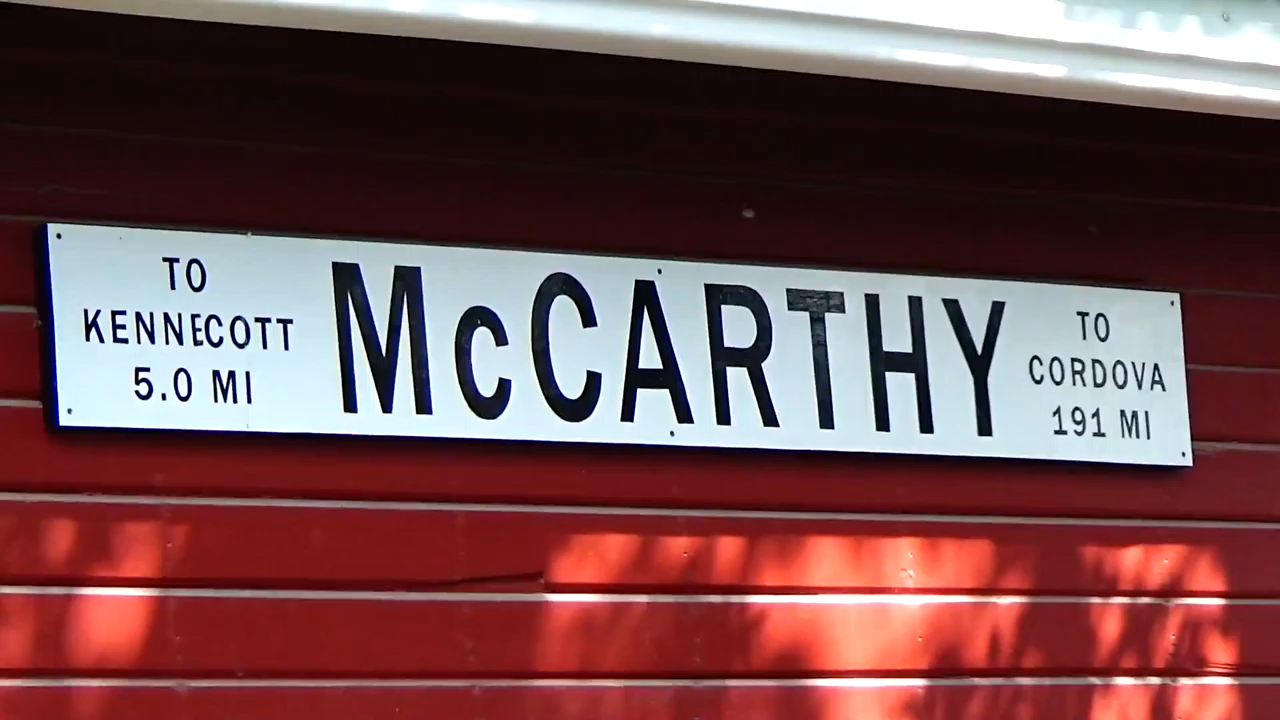 TO
KENNECOTT
5.0 MI
McCARTHY
TO
CORDOVA
191 MI